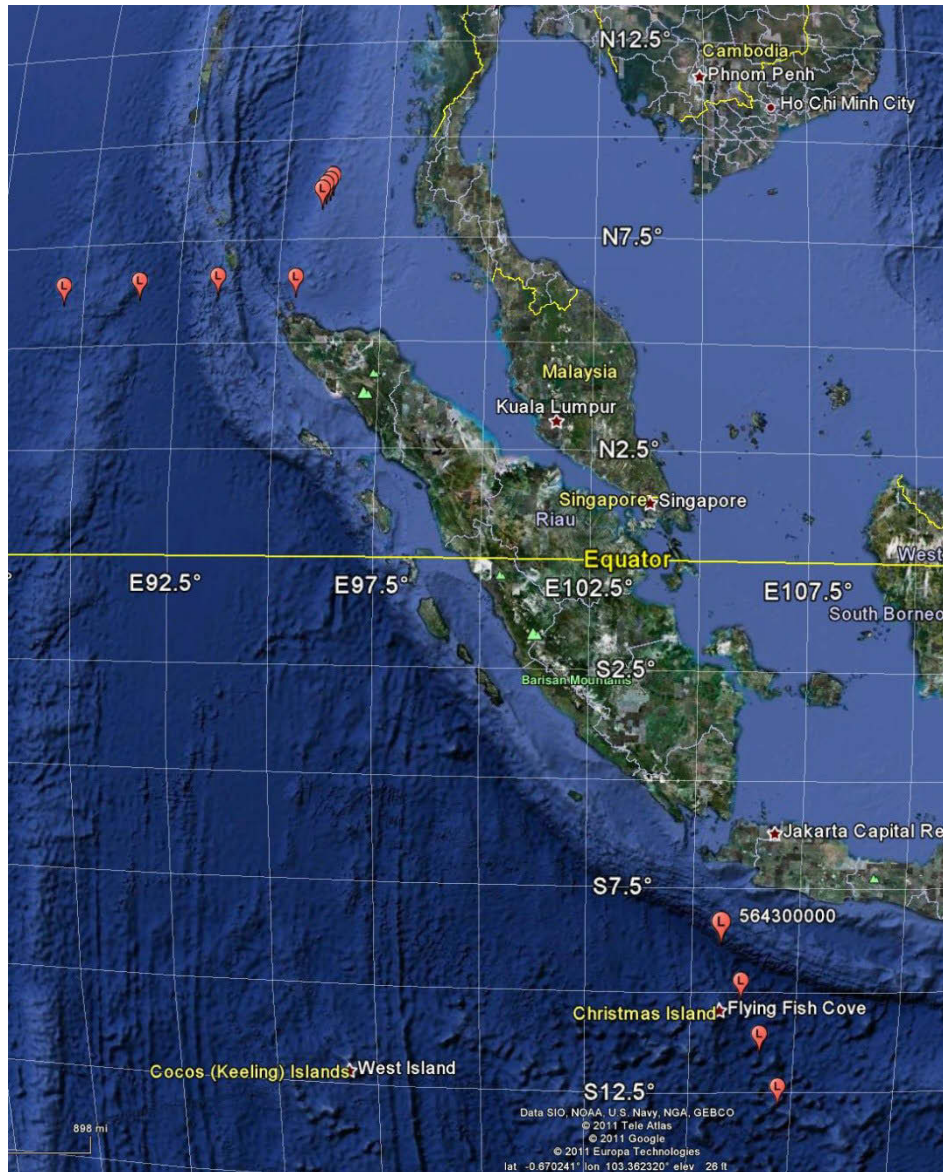 N12.5°
Cambodia
Phnom Penh
Ho Chi Minh City
L
N7.5°
L
L
L
L
Malaysia
Kuala Lumpur
N2.5°
Singapore
Singapore
Riau
Equator
West
E92.5°
E97.5°
E102.5°
E107.5°
South Borneo
S2.5°
Barisan Mountains
Jakarta Capital Re
S7.5°
L
564300000
L
Christmas Island
Flying Fish Cove
L
Cocos (Keeling) Islands
West Island
L
S12.5°
Data SIO, NOAA, U.S. Navy, NGA, GEBCO
© 2011 Tele Atlas
© 2011 Google
© 2011 Europa Technologies
898 mi
lat -0.670241° lon 103.362320° elev 26 ft